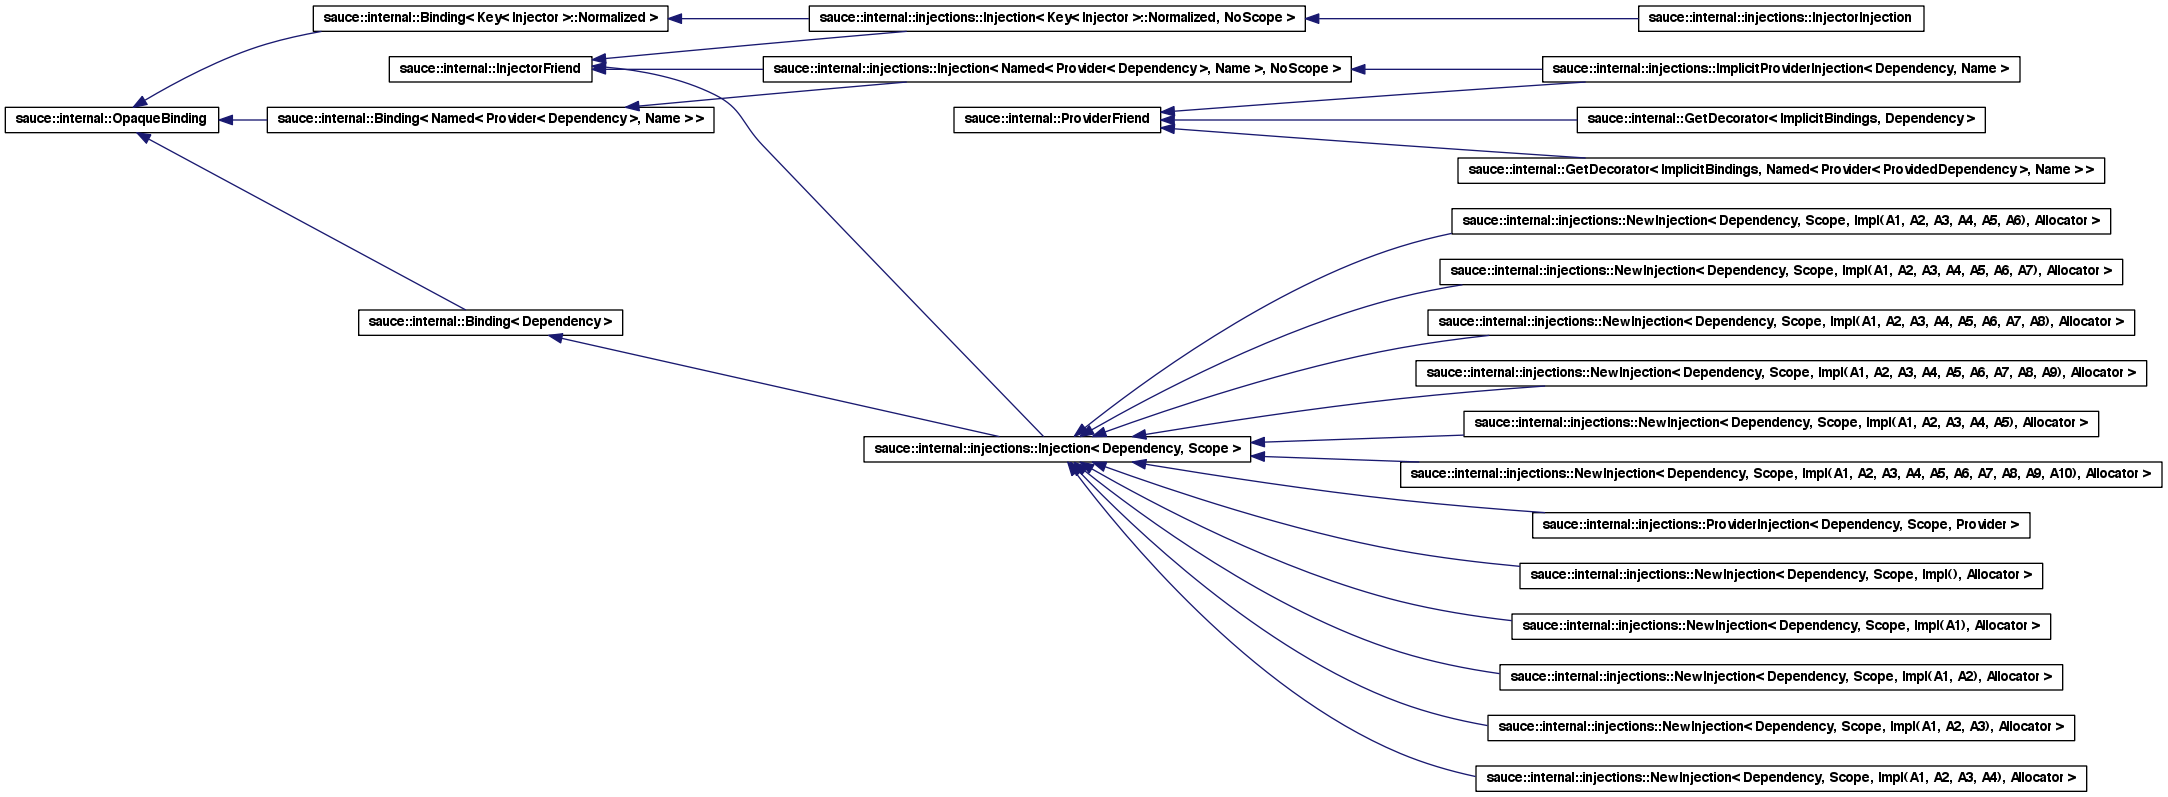 sauce::internal::Binding< Key< Injector >::Normalized >
sauce::internal::injections::Injection< Key< Injector >::Normalized, NoScope >
sauce::internal::injections::InjectorInjection
sauce::internal::InjectorFriend
sauce::internal::injections::Injection< Named< Provider< Dependency >, Name >, NoScope >
sauce::internal::injections::ImplicitProviderInjection< Dependency, Name >
sauce::internal::OpaqueBinding
sauce::internal::Binding< Named< Provider< Dependency >, Name > >
sauce::internal::ProviderFriend
sauce::internal::GetDecorator< ImplicitBindings, Dependency >
sauce::internal::GetDecorator< ImplicitBindings, Named< Provider< ProvidedDependency >, Name > >
sauce::internal::injections::NewInjection< Dependency, Scope, Impl(A1, A2, A3, A4, A5, A6), Allocator >
sauce::internal::injections::NewInjection< Dependency, Scope, Impl(A1, A2, A3, A4, A5, A6, A7), Allocator >
sauce::internal::Binding< Dependency >
sauce::internal::injections::NewInjection< Dependency, Scope, Impl(A1, A2, A3, A4, A5, A6, A7, A8), Allocator >
sauce::internal::injections::NewInjection< Dependency, Scope, Impl(A1, A2, A3, A4, A5, A6, A7, A8, A9), Allocator >
sauce::internal::injections::NewInjection< Dependency, Scope, Impl(A1, A2, A3, A4, A5), Allocator >
sauce::internal::injections::Injection< Dependency, Scope >
sauce::internal::injections::NewInjection< Dependency, Scope, Impl(A1, A2, A3, A4, A5, A6, A7, A8, A9, A10), Allocator >
sauce::internal::injections::ProviderInjection< Dependency, Scope, Provider >
sauce::internal::injections::NewInjection< Dependency, Scope, Impl(), Allocator >
sauce::internal::injections::NewInjection< Dependency, Scope, Impl(A1), Allocator >
sauce::internal::injections::NewInjection< Dependency, Scope, Impl(A1, A2), Allocator >
sauce::internal::injections::NewInjection< Dependency, Scope, Impl(A1, A2, A3), Allocator >
sauce::internal::injections::NewInjection< Dependency, Scope, Impl(A1, A2, A3, A4), Allocator >